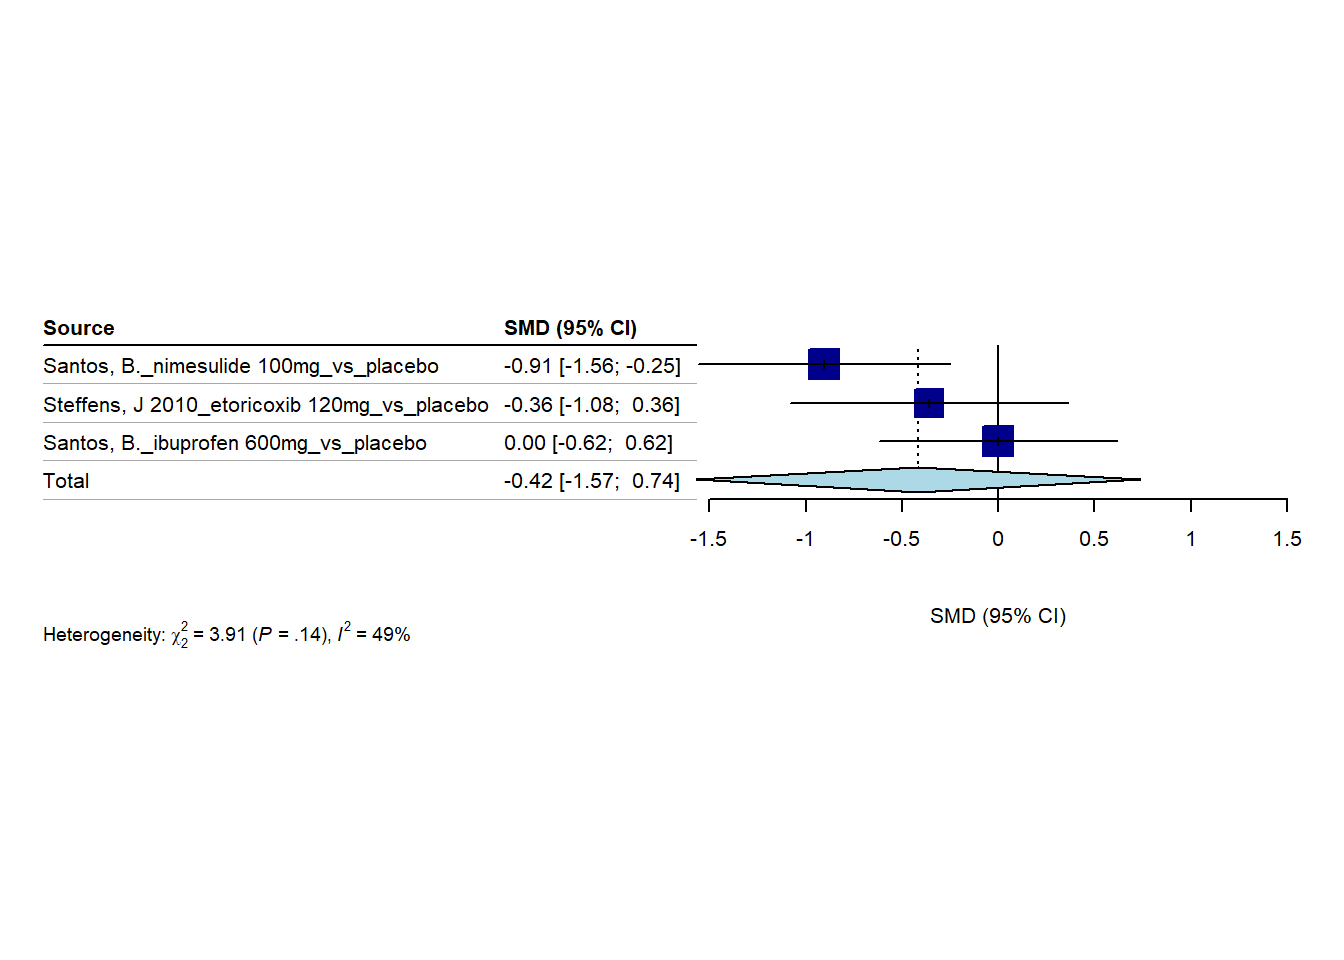 Source SMD (95% CI)
Santos, B._nimesulide 100mg_vs_placebo -0.91 [-1.56; -0.25]
Steffens, J 2010_etoricoxib 120mg_vs_placebo -0.36 [-1.08; 0.36]
Santos, B._ibuprofen 600mg_vs_placebo 0.00 [-0.62; 0.62]
Total -0.42 [-1.57; 0.74]
-1.5 -1 -0.5 0 0.5 1 1.5
SMD (95% CI)
Heterogeneity: χ²₂ = 3.91 (P = .14), I² = 49%